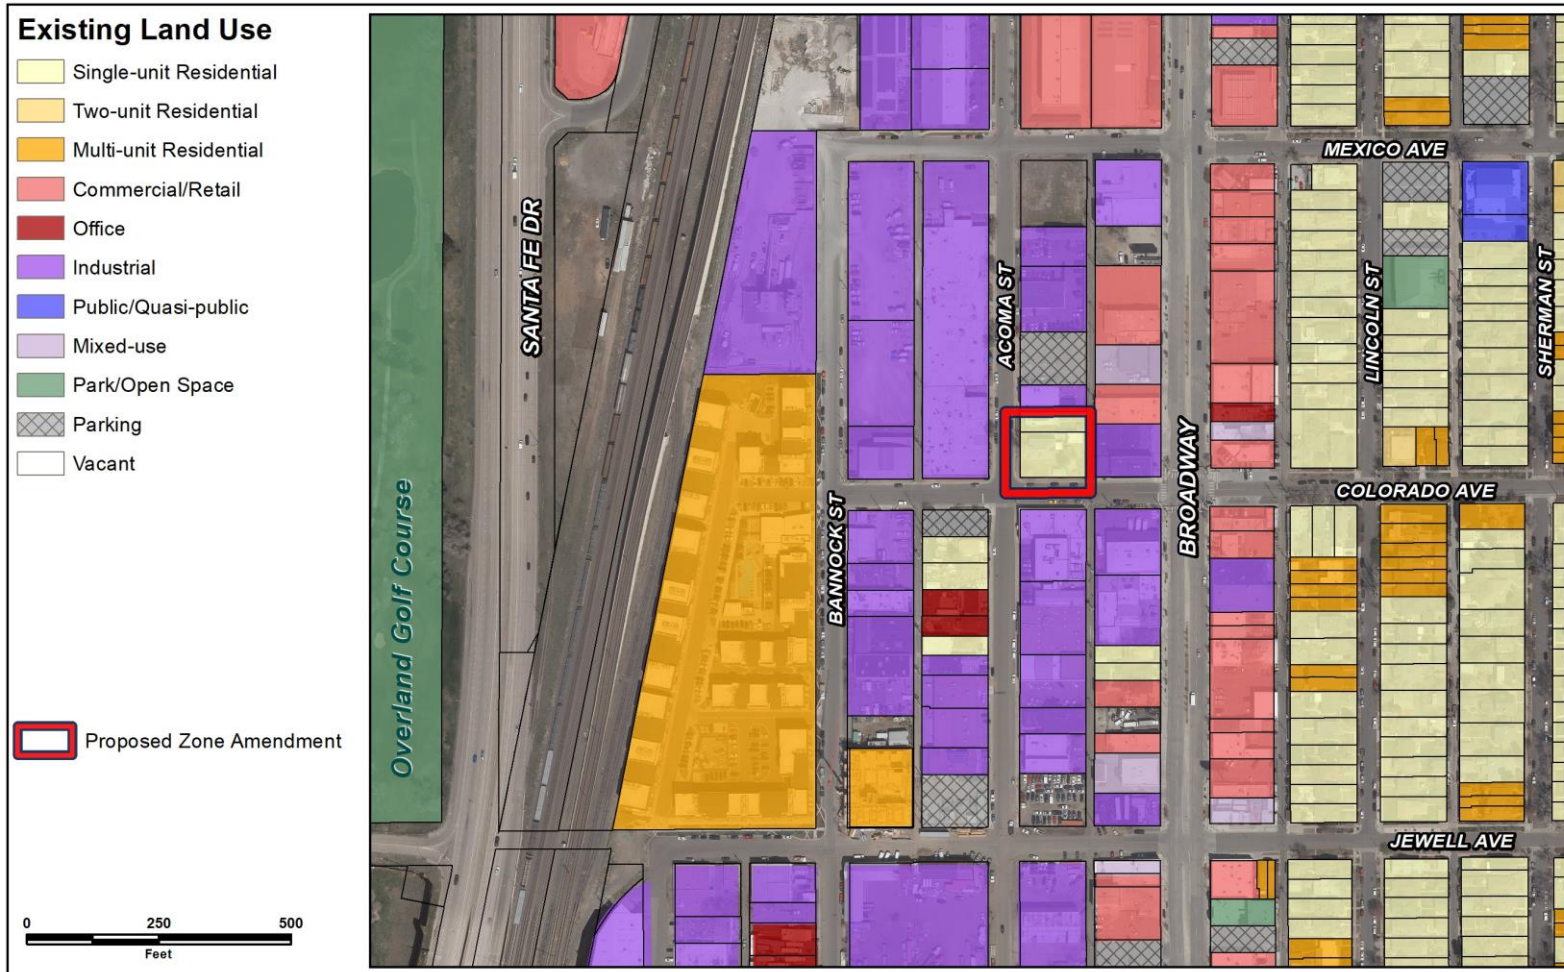 Existing Land Use
Single-unit Residential
Two-unit Residential
Multi-unit Residential
Commercial/Retail
Office
Industrial
Public/Quasi-public
Mixed-use
Park/Open Space
Parking
Vacant
Proposed Zone Amendment
0 250 500
Feet
Overland Golf Course
SANTA FE DR
BANNOCK ST
ACOMA ST
BROADWAY
LINCOLN ST
SHERMAN ST
MEXICO AVE
COLORADO AVE
JEWELL AVE